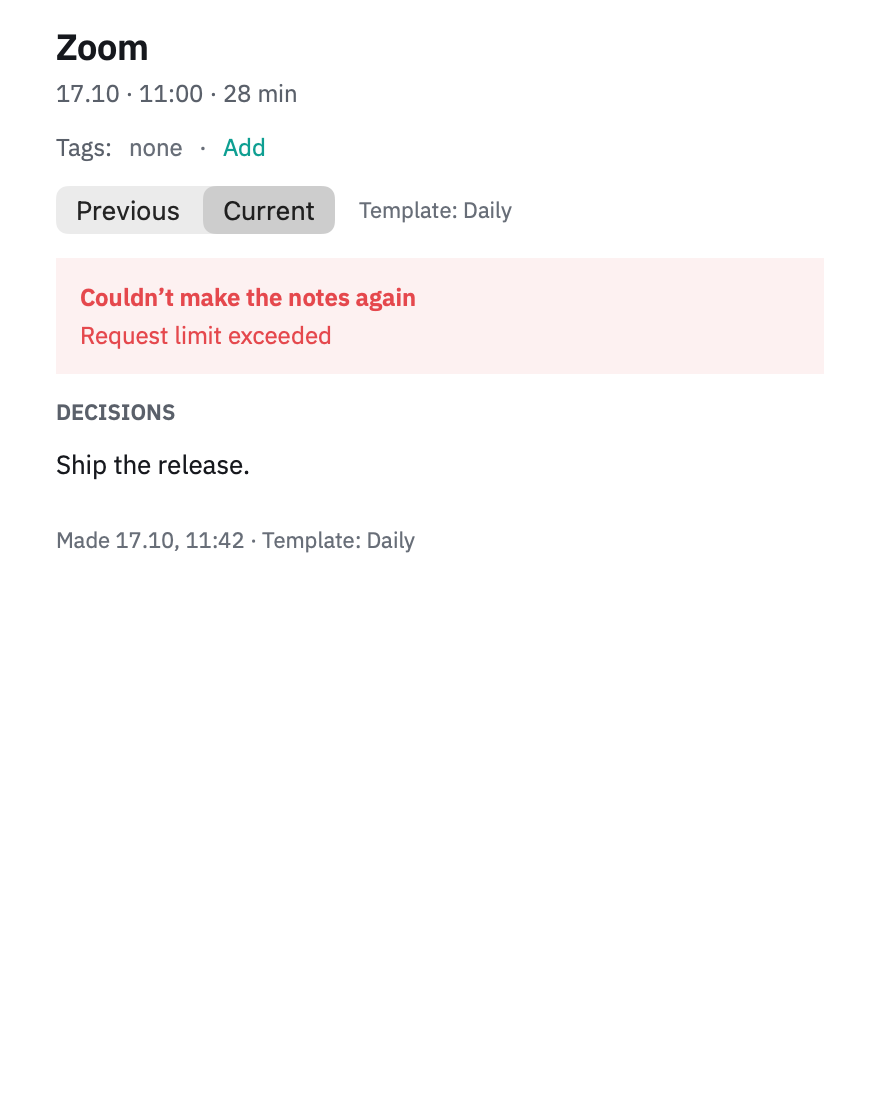 Zoom
17.10 · 11:00 · 28 min
Tags: none · Add
Previous Current Template: Daily
Couldn’t make the notes again
Request limit exceeded
DECISIONS
Ship the release.
Made 17.10, 11:42 · Template: Daily